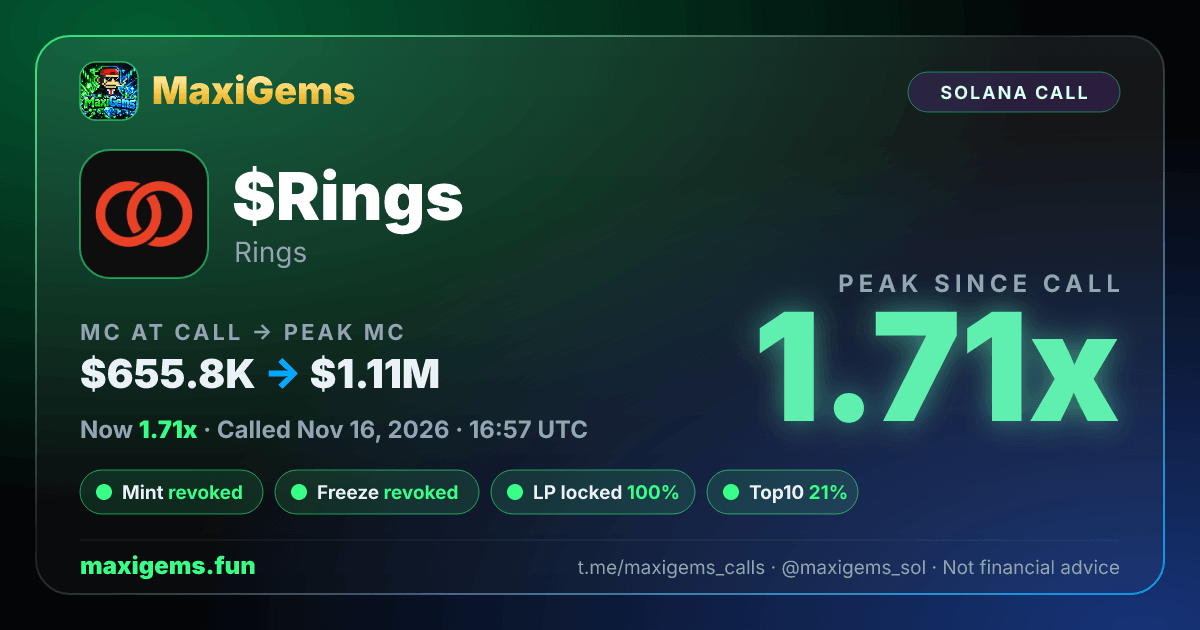 MaxiGems
MaxiGems
SOLANA CALL
$Rings
Rings
PEAK SINCE CALL
1.71x
MC AT CALL → PEAK MC
$655.8K → $1.11M
Now 1.71x · Called Nov 16, 2026 · 16:57 UTC
Mint revoked
Freeze revoked
LP locked 100%
Top10 21%
maxigems.fun
t.me/maxigems_calls · @maxigems_sol · Not financial advice